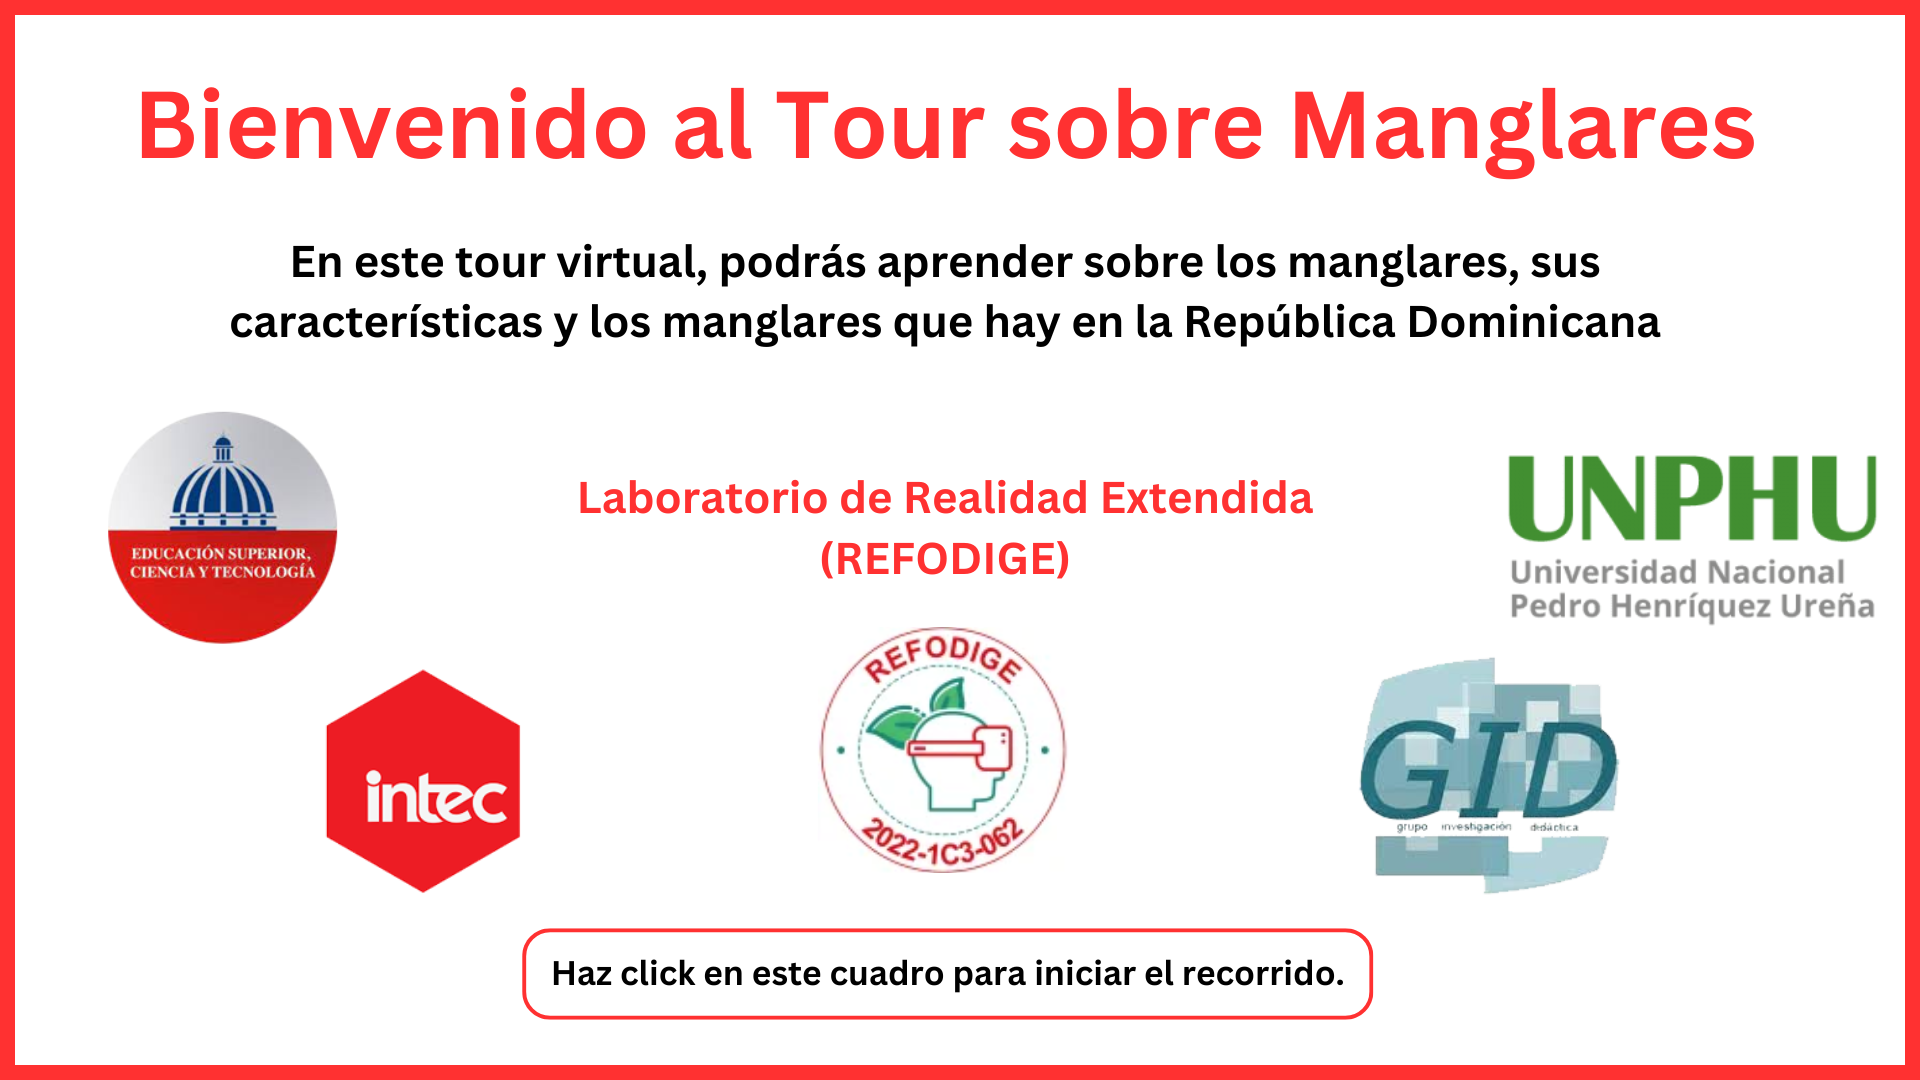 Bienvenido al Tour sobre Manglares
En este tour virtual, podrás aprender sobre los manglares, sus
características y los manglares que hay en la República Dominicana
EDUCACIÓN SUPERIOR,
CIENCIA Y TECNOLOGÍA
Laboratorio de Realidad Extendida
(REFODIGE)
UNPHU
Universidad Nacional
Pedro Henríquez Ureña
intec
REFODIGE
2022-1C3-062
GID
grupo investigación didáctica
Haz click en este cuadro para iniciar el recorrido.